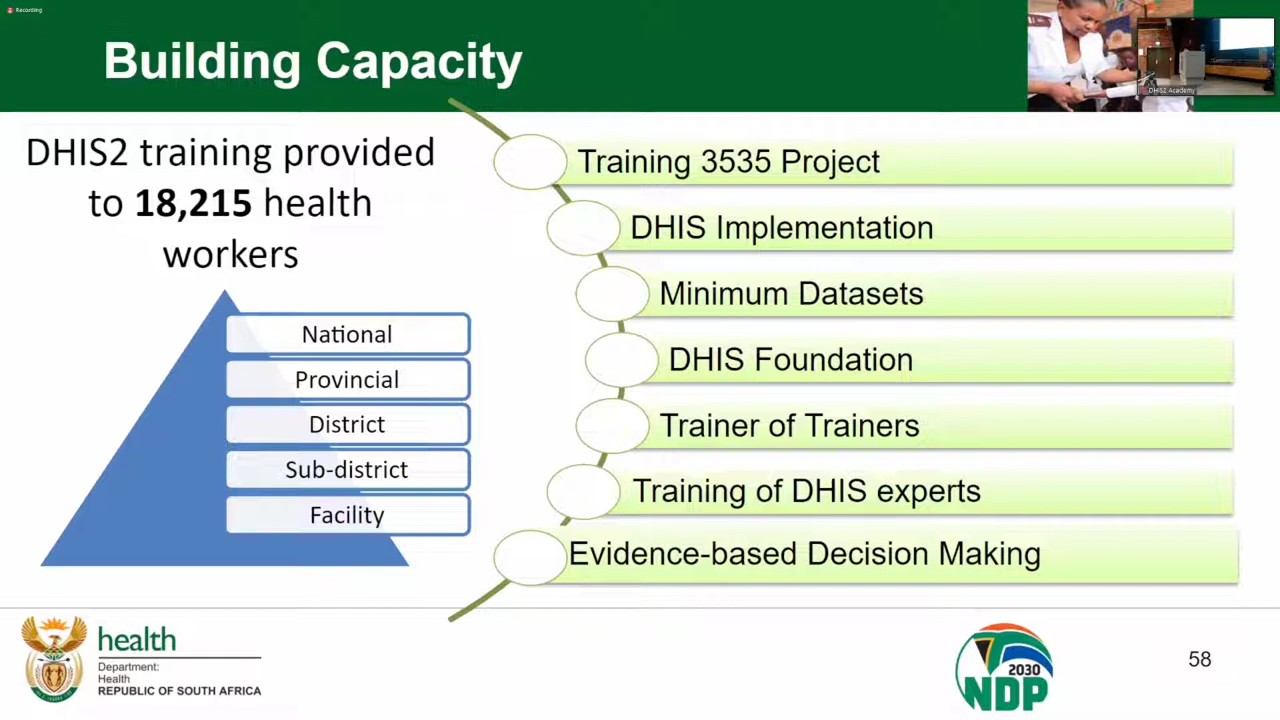 Recording
Building Capacity
DHIS2 Academy
DHIS2 training provided
to 18,215 health
workers
National
Provincial
District
Sub-district
Facility
Training 3535 Project
DHIS Implementation
Minimum Datasets
DHIS Foundation
Trainer of Trainers
Training of DHIS experts
Evidence-based Decision Making
health
Department:
Health
REPUBLIC OF SOUTH AFRICA
2030
NDP
58